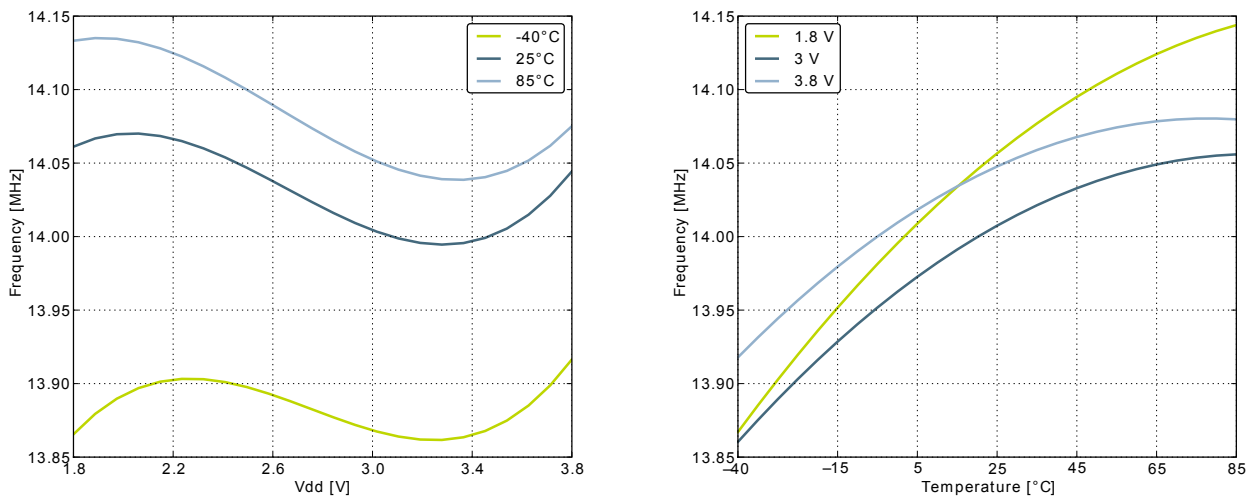 14.15
14.10
14.05
14.00
13.95
13.90
13.85
Frequency [MHz]
1.8 2.2 2.6 3.0 3.4 3.8
Vdd [V]
-40°C
25°C
85°C
14.15
14.10
14.05
14.00
13.95
13.90
13.85
Frequency [MHz]
–40 –15 5 25 45 65 85
Temperature [°C]
1.8 V
3 V
3.8 V